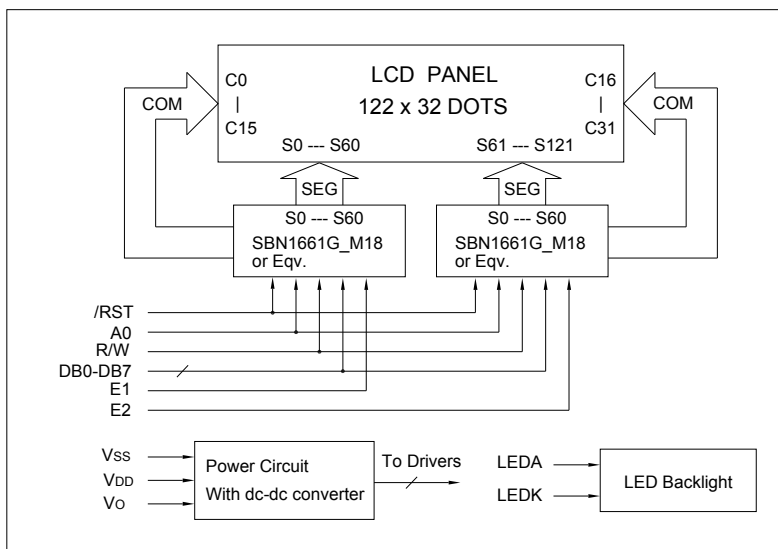 LCD PANEL
122 x 32 DOTS
C0
|
C15
C16
|
C31
COM
COM
S0 --- S60
S61 --- S121
SEG
SEG
S0 --- S60
SBN1661G_M18
or Eqv.
S0 --- S60
SBN1661G_M18
or Eqv.
/RST
A0
R/W
DB0-DB7
E1
E2
VSS
VDD
VO
Power Circuit
With dc-dc converter
To Drivers
LEDA
LEDK
LED Backlight